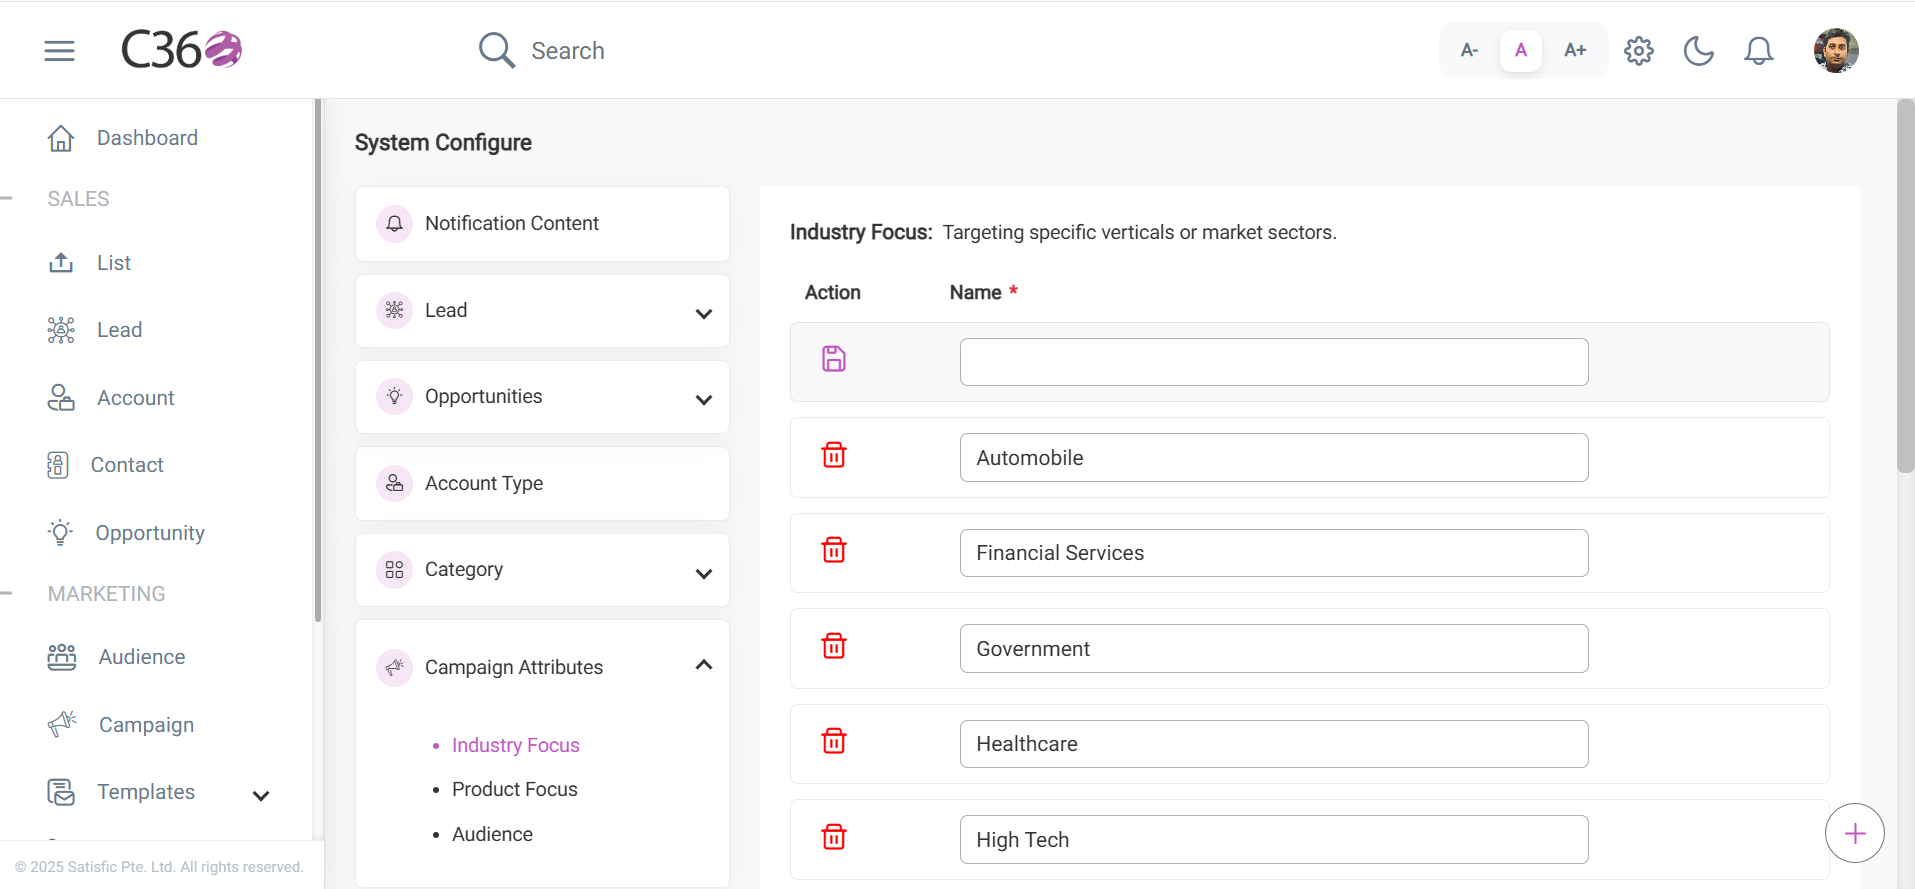 C360
Search
A-
A
A+
Dashboard
SALES
List
Lead
Account
Contact
Opportunity
MARKETING
Audience
Campaign
Templates
© 2025 Satisfic Pte. Ltd. All rights reserved.
System Configure
Notification Content
Lead
Opportunities
Account Type
Category
Campaign Attributes
Industry Focus
Product Focus
Audience
Industry Focus: Targeting specific verticals or market sectors.
Action Name *
Automobile
Financial Services
Government
Healthcare
High Tech